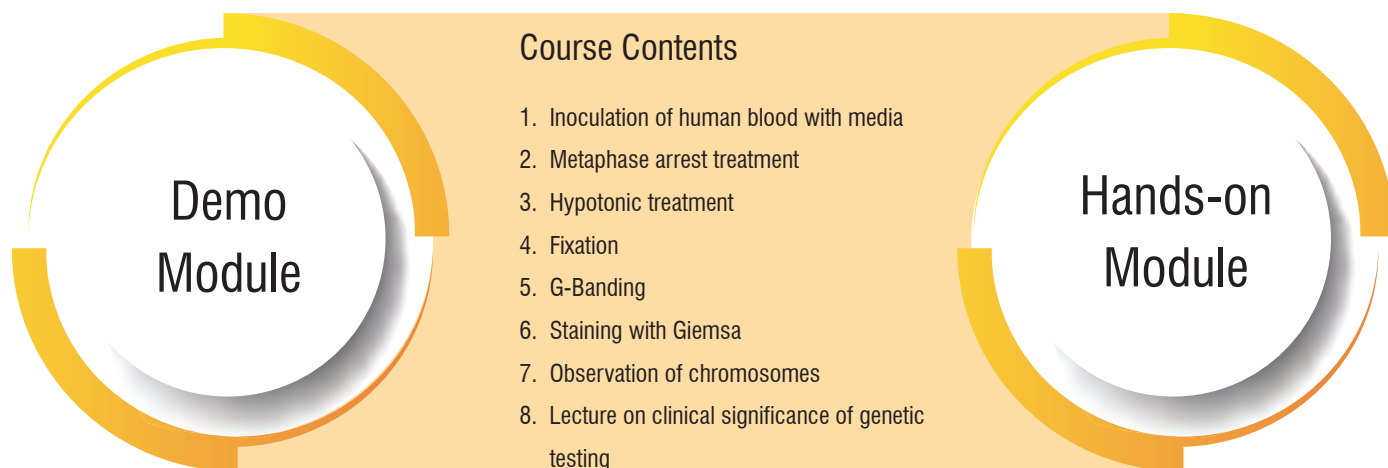 Demo
Module
Course Contents
1. Inoculation of human blood with media
2. Metaphase arrest treatment
3. Hypotonic treatment
4. Fixation
5. G-Banding
6. Staining with Giemsa
7. Observation of chromosomes
8. Lecture on clinical significance of genetic
testing
Hands-on
Module